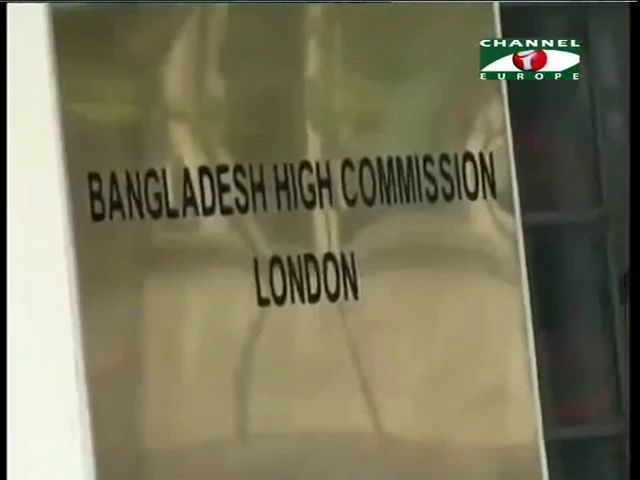 CHANNEL
i
EUROPE
BANGLADESH HIGH COMMISSION
LONDON